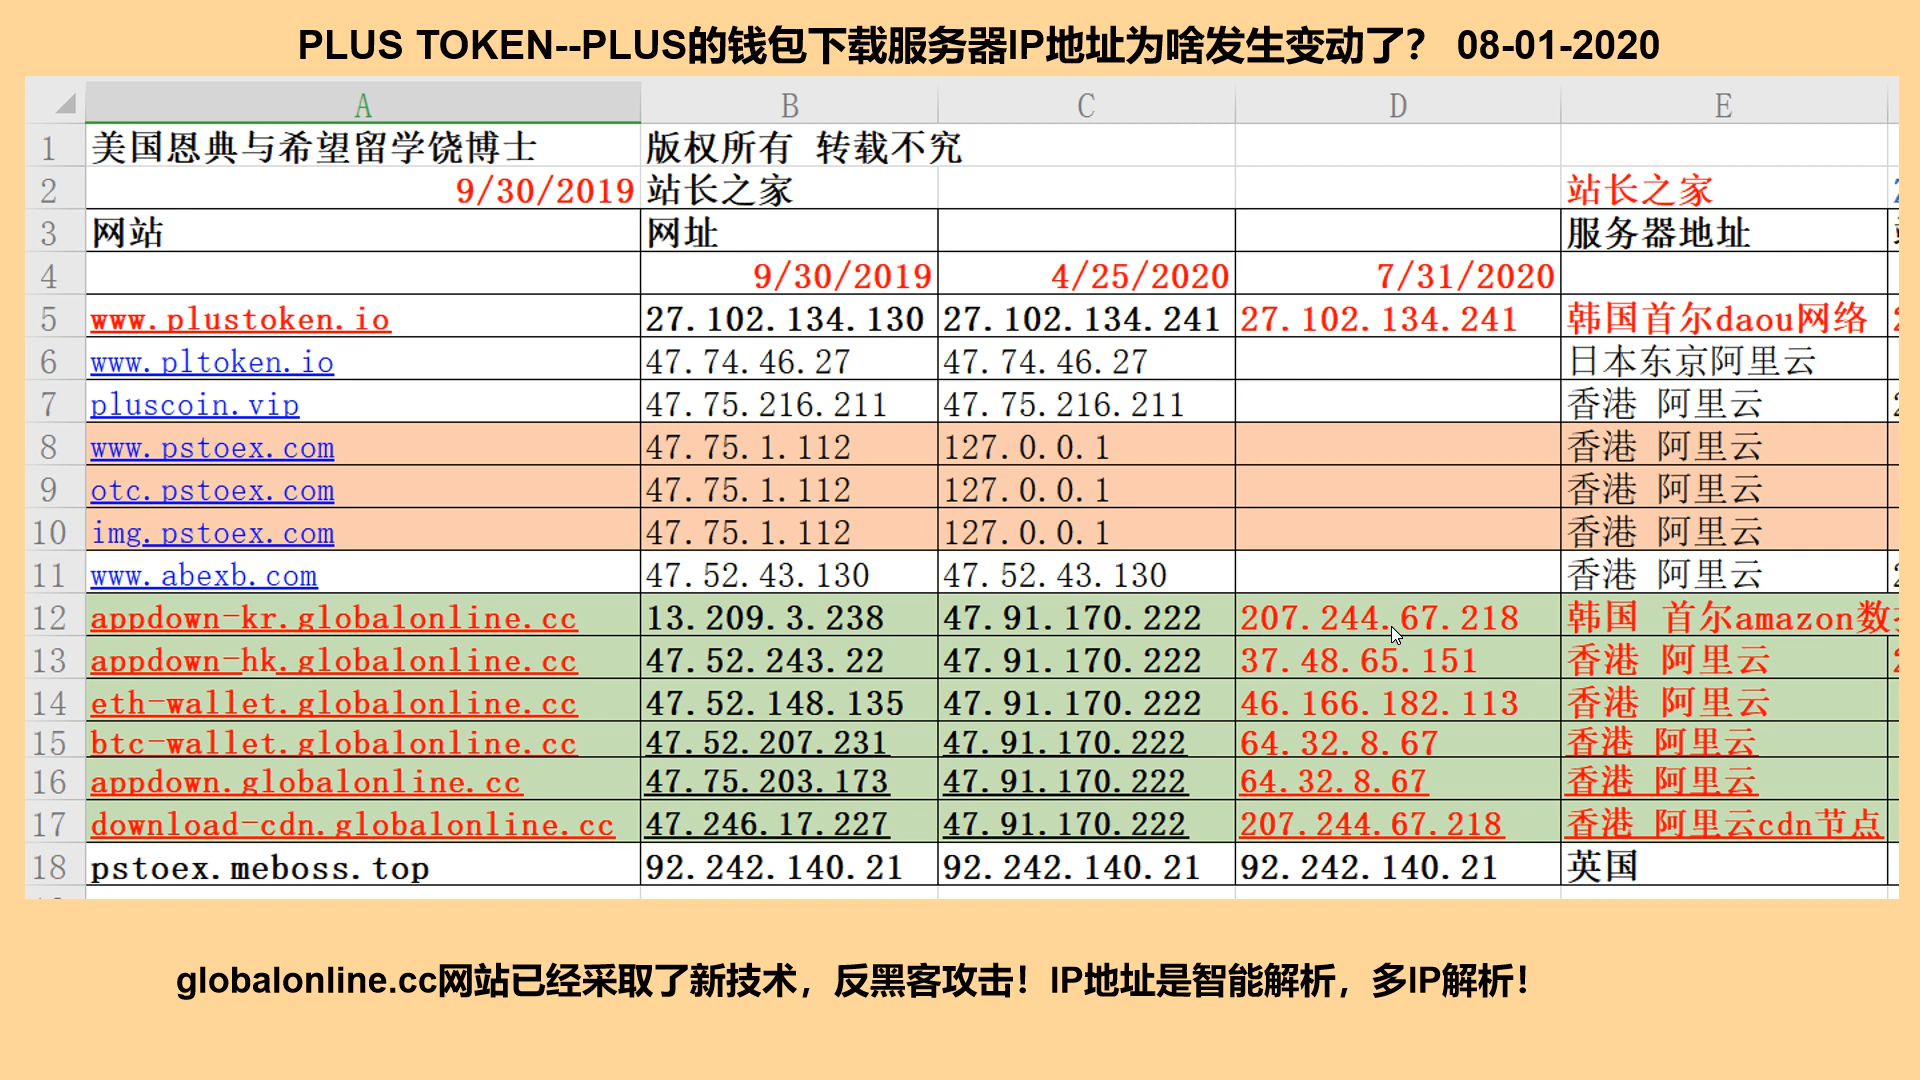 PLUS TOKEN--PLUS的钱包下载服务器IP地址为啥发生变动了？ 08-01-2020
A B C D E
1 美国恩典与希望留学饶博士 版权所有 转载不究
2 9/30/2019 站长之家 站长之家
3 网站 网址 服务器地址
4 9/30/2019 4/25/2020 7/31/2020
5 www.plustoken.io 27.102.134.130 27.102.134.241 27.102.134.241 韩国首尔daou网络
6 www.pltoken.io 47.74.46.27 47.74.46.27 日本东京阿里云
7 pluscoin.vip 47.75.216.211 47.75.216.211 香港 阿里云
8 www.pstoex.com 47.75.1.112 127.0.0.1 香港 阿里云
9 otc.pstoex.com 47.75.1.112 127.0.0.1 香港 阿里云
10 img.pstoex.com 47.75.1.112 127.0.0.1 香港 阿里云
11 www.abexb.com 47.52.43.130 47.52.43.130 香港 阿里云
12 appdown-kr.globalonline.cc 13.209.3.238 47.91.170.222 207.244.67.218 韩国 首尔amazon数
13 appdown-hk.globalonline.cc 47.52.243.22 47.91.170.222 37.48.65.151 香港 阿里云
14 eth-wallet.globalonline.cc 47.52.148.135 47.91.170.222 46.166.182.113 香港 阿里云
15 btc-wallet.globalonline.cc 47.52.207.231 47.91.170.222 64.32.8.67 香港 阿里云
16 appdown.globalonline.cc 47.75.203.173 47.91.170.222 64.32.8.67 香港 阿里云
17 download-cdn.globalonline.cc 47.246.17.227 47.91.170.222 207.244.67.218 香港 阿里云cdn节点
18 pstoex.meboss.top 92.242.140.21 92.242.140.21 92.242.140.21 英国
globalonline.cc网站已经采取了新技术，反黑客攻击！IP地址是智能解析，多IP解析！